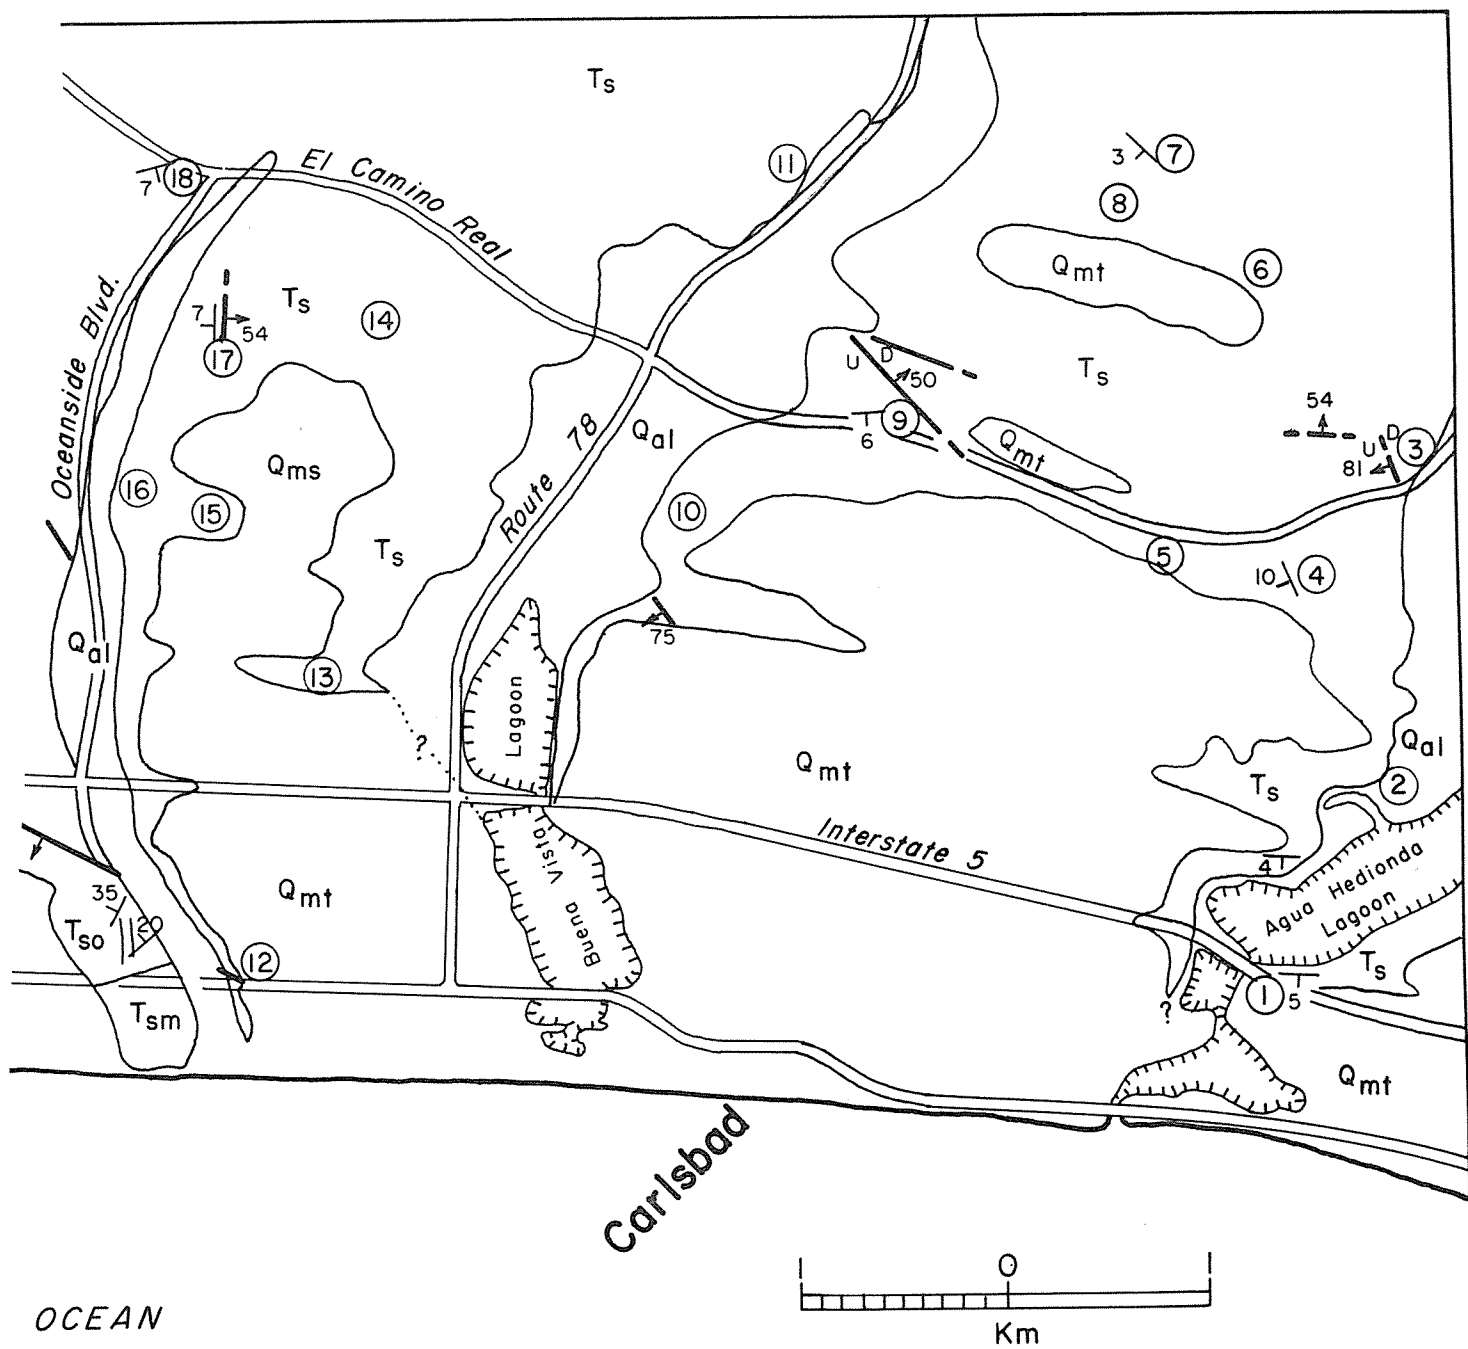 Ts
El Camino Real
11
7
18
3
7
8
6
Qmt
Oceanside Blvd.
Ts
14
7
54
17
U
D
50
Ts
9
6
54
U
D
3
81
Qmt
Route 78
Qal
Qms
16
15
10
Ts
5
10
4
75
Qal
13
Lagoon
?
Qmt
Qal
Ts
2
Interstate 5
Buena Vista
4
Agua Hedionda
Lagoon
Qmt
35
20
Tso
12
Ts
1
5
?
Tsm
Qmt
Carlsbad
1 0 1
Km
OCEAN